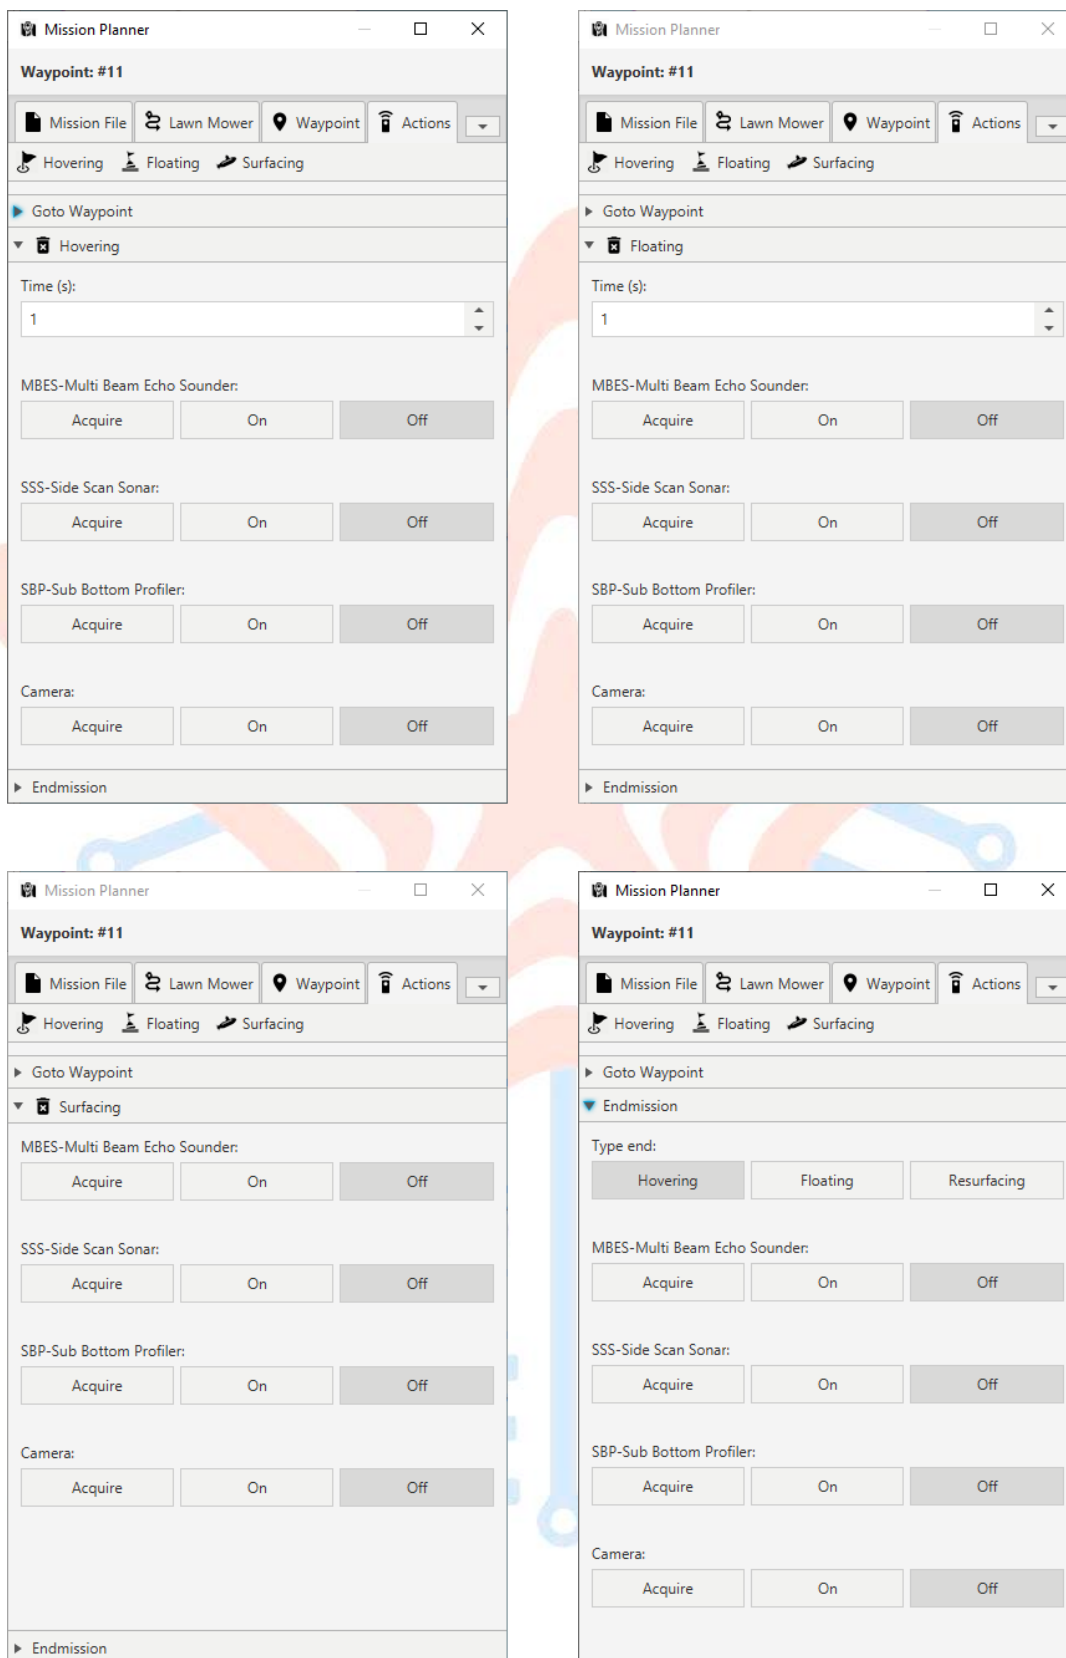 Mission Planner
Waypoint: #11
Mission File Lawn Mower Waypoint Actions
Hovering Floating Surfacing
Goto Waypoint
Hovering
Time (s):
1
MBES-Multi Beam Echo Sounder:
Acquire On Off
SSS-Side Scan Sonar:
Acquire On Off
SBP-Sub Bottom Profiler:
Acquire On Off
Camera:
Acquire On Off
Endmission
Mission Planner
Waypoint: #11
Mission File Lawn Mower Waypoint Actions
Hovering Floating Surfacing
Goto Waypoint
Floating
Time (s):
1
MBES-Multi Beam Echo Sounder:
Acquire On Off
SSS-Side Scan Sonar:
Acquire On Off
SBP-Sub Bottom Profiler:
Acquire On Off
Camera:
Acquire On Off
Endmission
Mission Planner
Waypoint: #11
Mission File Lawn Mower Waypoint Actions
Hovering Floating Surfacing
Goto Waypoint
Surfacing
MBES-Multi Beam Echo Sounder:
Acquire On Off
SSS-Side Scan Sonar:
Acquire On Off
SBP-Sub Bottom Profiler:
Acquire On Off
Camera:
Acquire On Off
Endmission
Mission Planner
Waypoint: #11
Mission File Lawn Mower Waypoint Actions
Hovering Floating Surfacing
Goto Waypoint
Endmission
Type end:
Hovering Floating Resurfacing
MBES-Multi Beam Echo Sounder:
Acquire On Off
SSS-Side Scan Sonar:
Acquire On Off
SBP-Sub Bottom Profiler:
Acquire On Off
Camera:
Acquire On Off